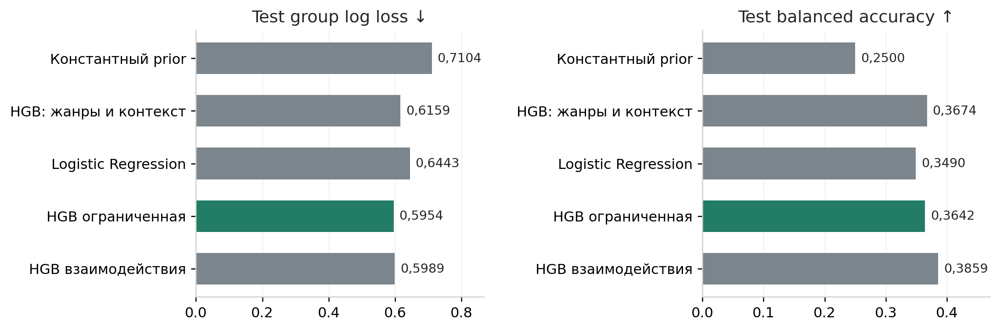 Test group log loss ↓
Константный prior
0,7104
HGB: жанры и контекст
0,6159
Logistic Regression
0,6443
HGB ограниченная
0,5954
HGB взаимодействия
0,5989
0.0 0.2 0.4 0.6 0.8
Test balanced accuracy ↑
Константный prior
0,2500
HGB: жанры и контекст
0,3674
Logistic Regression
0,3490
HGB ограниченная
0,3642
HGB взаимодействия
0,3859
0.0 0.1 0.2 0.3 0.4